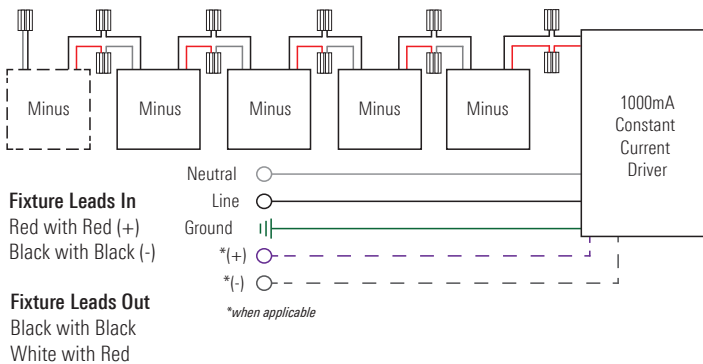 Minus
Minus
Minus
Minus
Minus
1000mA
Constant
Current
Driver
Neutral
Line
Ground
*(+)
*(-)
*when applicable
Fixture Leads In
Red with Red (+)
Black with Black (-)
Fixture Leads Out
Black with Black
White with Red